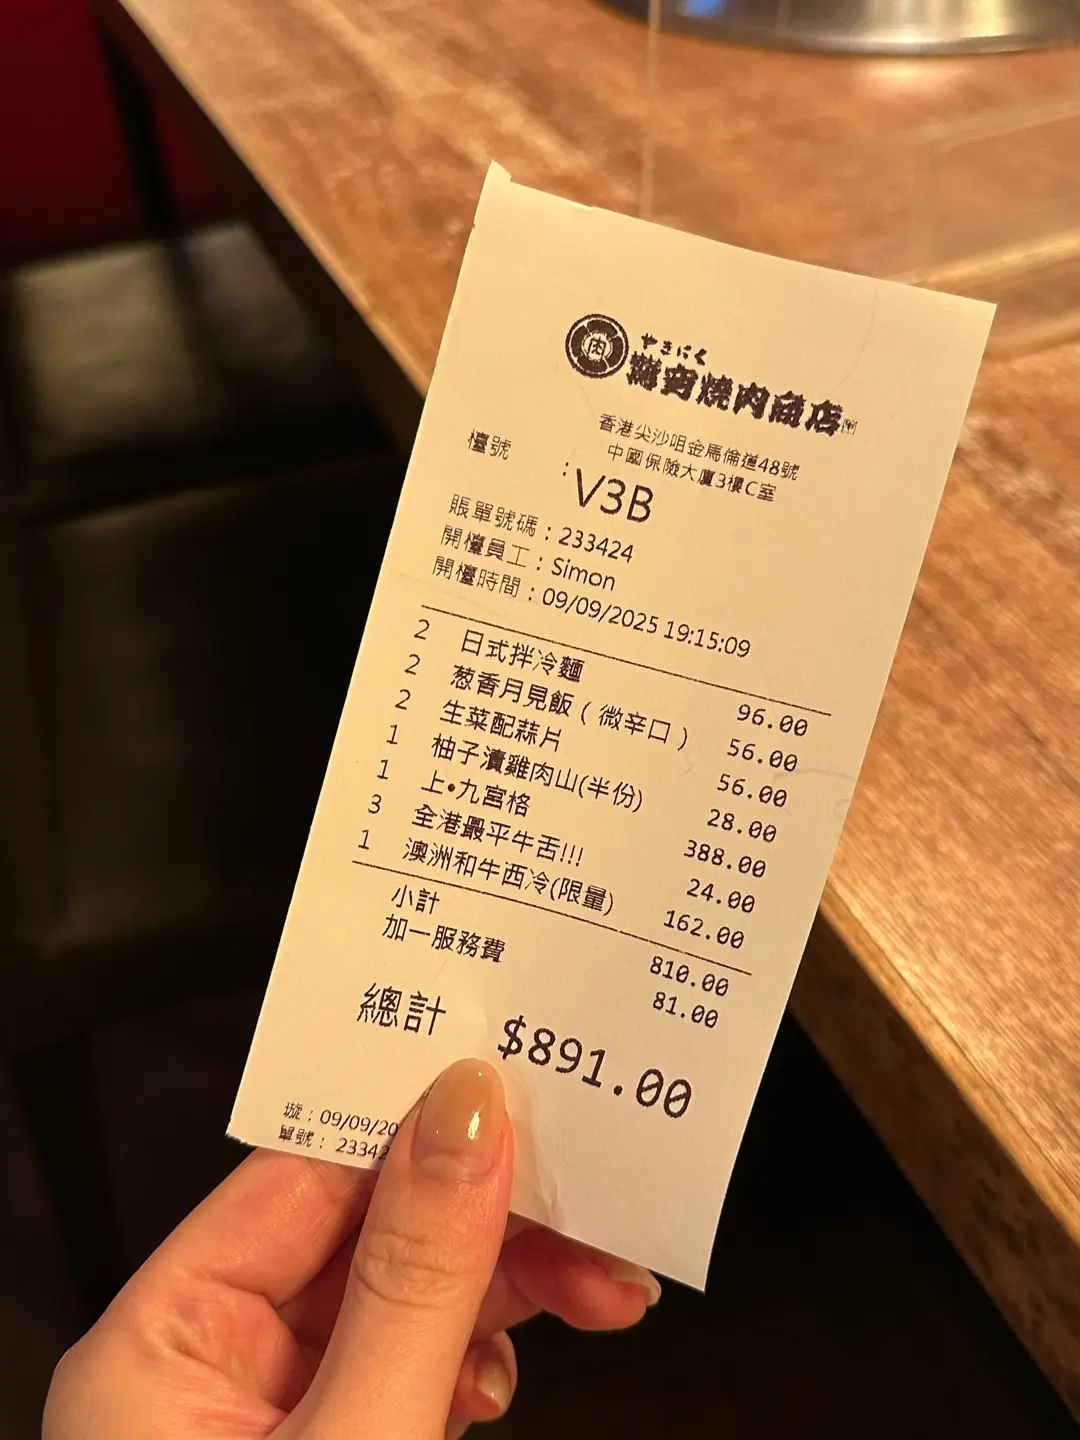 肉
やきにく
燒肉商店
香港尖沙咀金馬倫道48號
中國保險大廈3樓C室
檯號 : V3B
賬單號碼 : 233424
開檯員工 : Simon
開檯時間 : 09/09/2025 19:15:09
2 日式拌冷麵 96.00
2 葱香月見飯 ( 微辛口 ) 56.00
2 生菜配蒜片 56.00
1 柚子漬雞肉山(半份) 28.00
1 上•九宮格 388.00
3 全港最平牛舌!!! 24.00
1 澳洲和牛西冷(限量) 162.00
小計 810.00
加一服務費 81.00
總計 $891.00
: 09/09/20
單號 : 23342